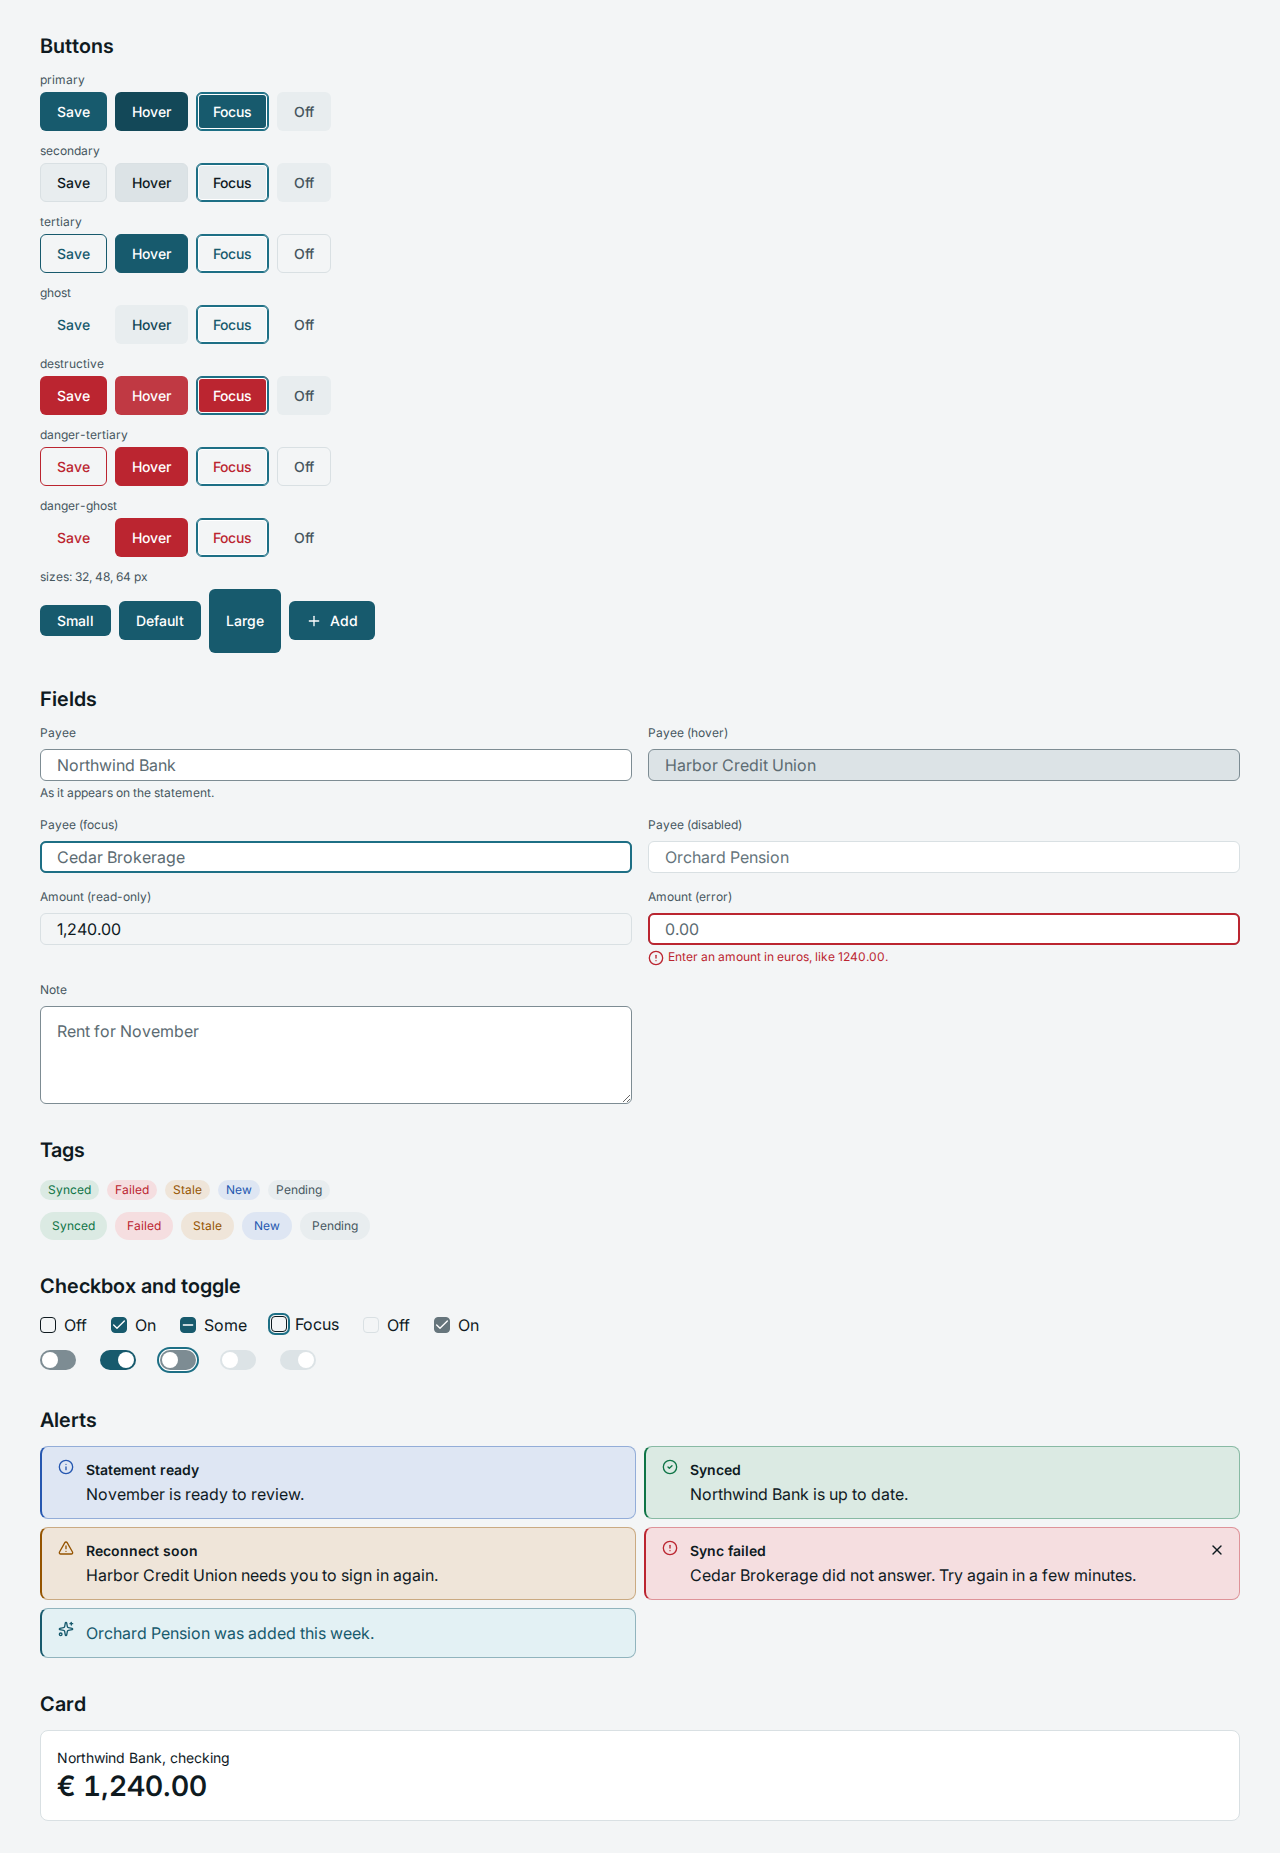 Buttons
primary
Save Hover Focus Off
secondary
Save Hover Focus Off
tertiary
Save Hover Focus Off
ghost
Save Hover Focus Off
destructive
Save Hover Focus Off
danger-tertiary
Save Hover Focus Off
danger-ghost
Save Hover Focus Off
sizes: 32, 48, 64 px
Small Default Large + Add
Fields
Payee Payee (hover)
Northwind Bank Harbor Credit Union
As it appears on the statement.
Payee (focus) Payee (disabled)
Cedar Brokerage Orchard Pension
Amount (read-only) Amount (error)
1,240.00 0.00
Enter an amount in euros, like 1240.00.
Note
Rent for November
Tags
Synced Failed Stale New Pending
Synced Failed Stale New Pending
Checkbox and toggle
Off On Some Focus Off On
Alerts
Statement ready Synced
November is ready to review. Northwind Bank is up to date.
Reconnect soon Sync failed
Harbor Credit Union needs you to sign in again. Cedar Brokerage did not answer. Try again in a few minutes.
Orchard Pension was added this week.
Card
Northwind Bank, checking
€ 1,240.00